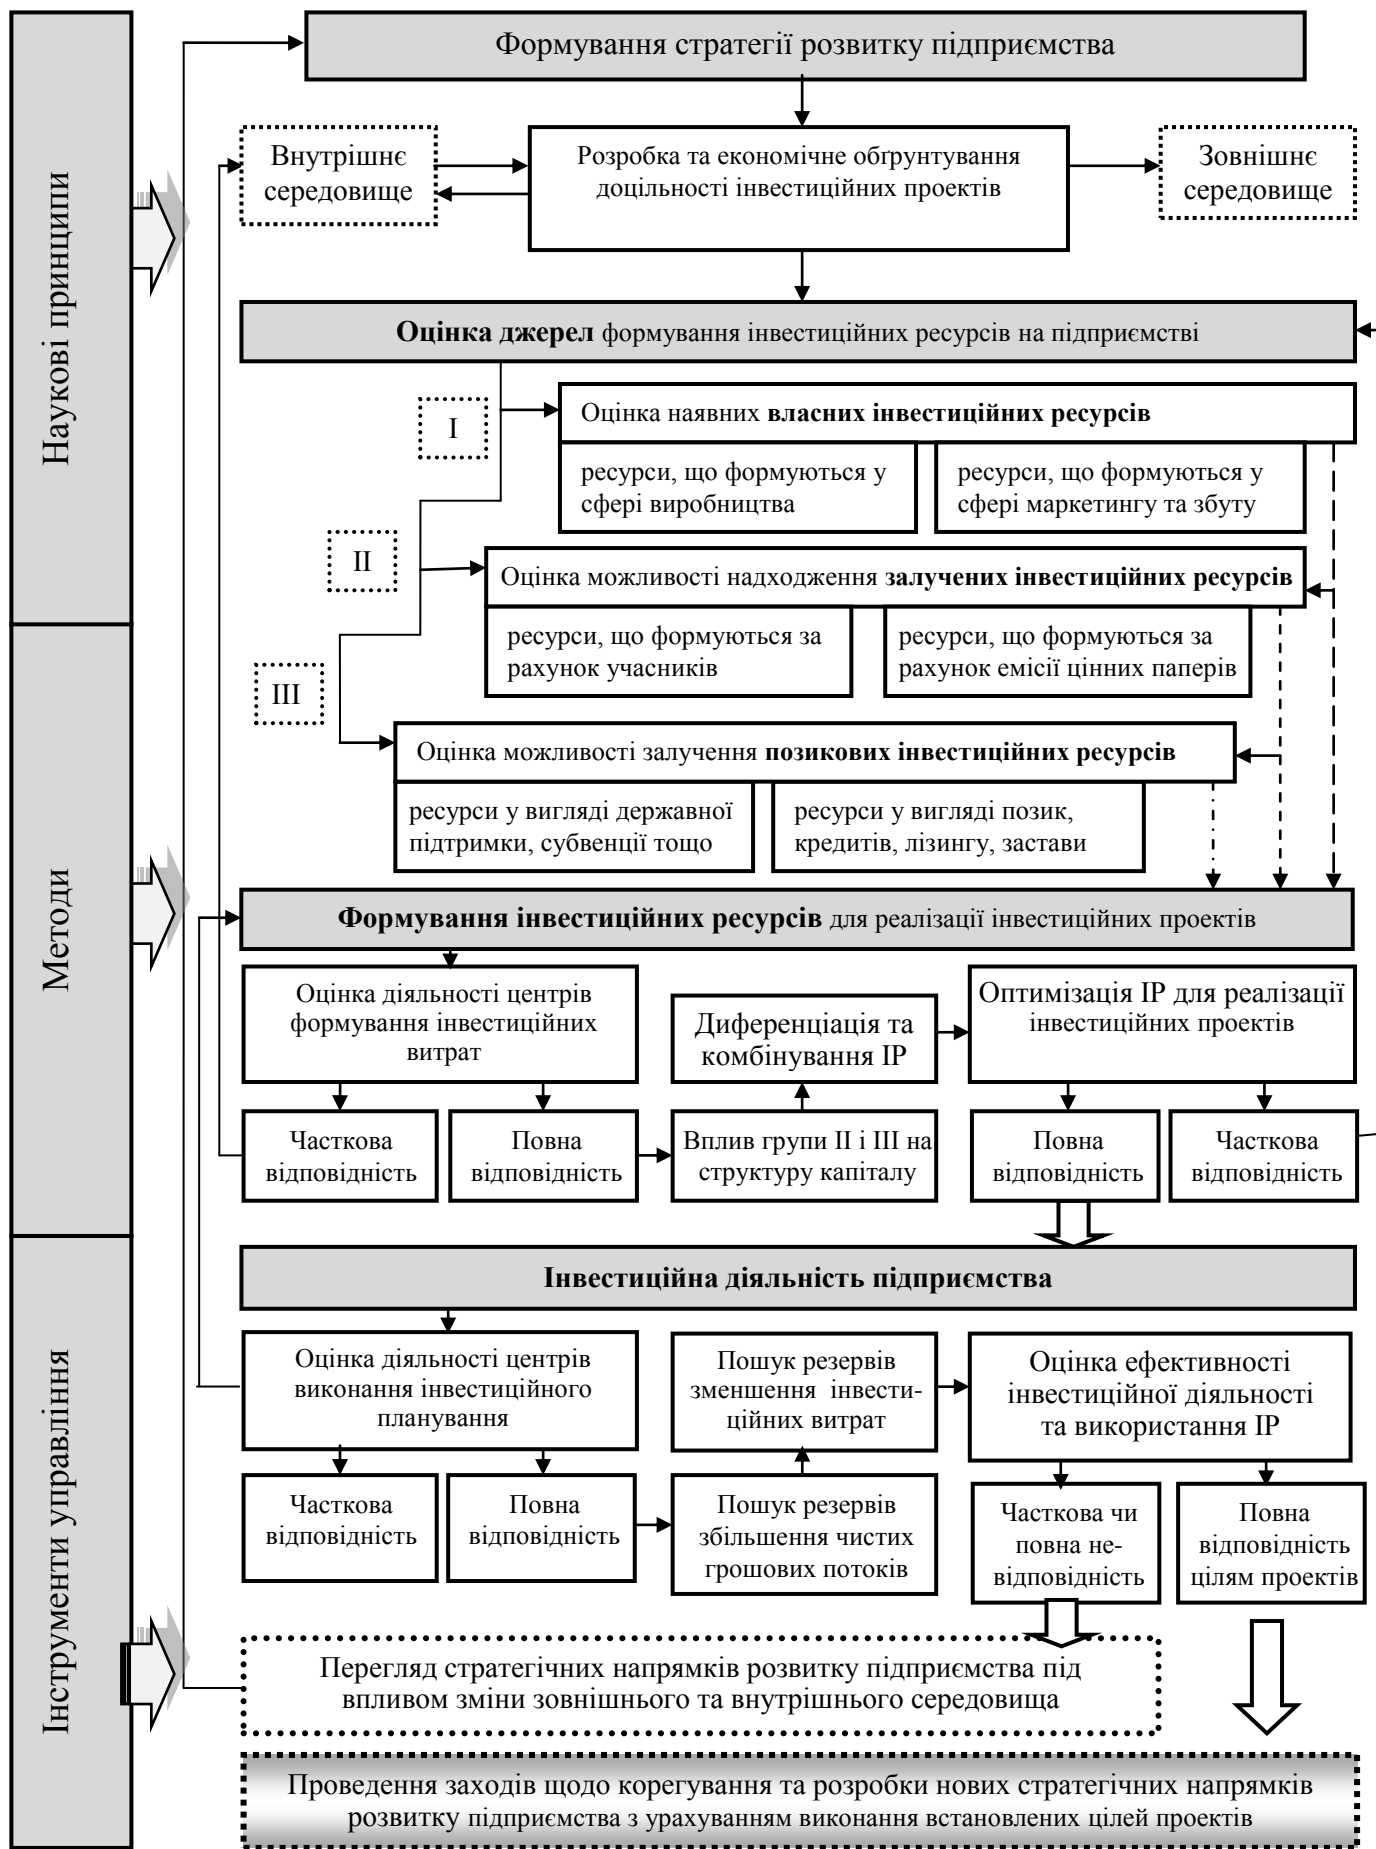 Формування стратегії розвитку підприємства
Внутрішнє
середовище
Розробка та економічне обґрунтування
доцільності інвестиційних проектів
Зовнішнє
середовище
Оцінка джерел формування інвестиційних ресурсів на підприємстві
I
Оцінка наявних власних інвестиційних ресурсів
ресурси, що формуються у
сфері виробництва
ресурси, що формуються у
сфері маркетингу та збуту
II
Оцінка можливості надходження залучених інвестиційних ресурсів
ресурси, що формуються за
рахунок учасників
ресурси, що формуються за
рахунок емісії цінних паперів
III
Оцінка можливості залучення позикових інвестиційних ресурсів
ресурси у вигляді державної
підтримки, субвенції тощо
ресурси у вигляді позик,
кредитів, лізингу, застави
Формування інвестиційних ресурсів для реалізації інвестиційних проектів
Оцінка діяльності центрів
формування інвестиційних
витрат
Диференціація та
комбінування ІР
Оптимізація ІР для реалізації
інвестиційних проектів
Часткова
відповідність
Повна
відповідність
Вплив групи II і III на
структуру капіталу
Повна
відповідність
Часткова
відповідність
Інвестиційна діяльність підприємства
Оцінка діяльності центрів
виконання інвестиційного
планування
Пошук резервів
зменшення інвести-
ційних витрат
Оцінка ефективності
інвестиційної діяльності
та використання ІР
Часткова
відповідність
Повна
відповідність
Пошук резервів
збільшення чистих
грошових потоків
Часткова чи
повна не-
відповідність
Повна
відповідність
цілям проектів
Перегляд стратегічних напрямків розвитку підприємства під
впливом зміни зовнішнього та внутрішнього середовища
Проведення заходів щодо корегування та розробки нових стратегічних напрямків
розвитку підприємства з урахуванням виконання встановлених цілей проектів
Наукові принципи
Методи
Інструменти управління